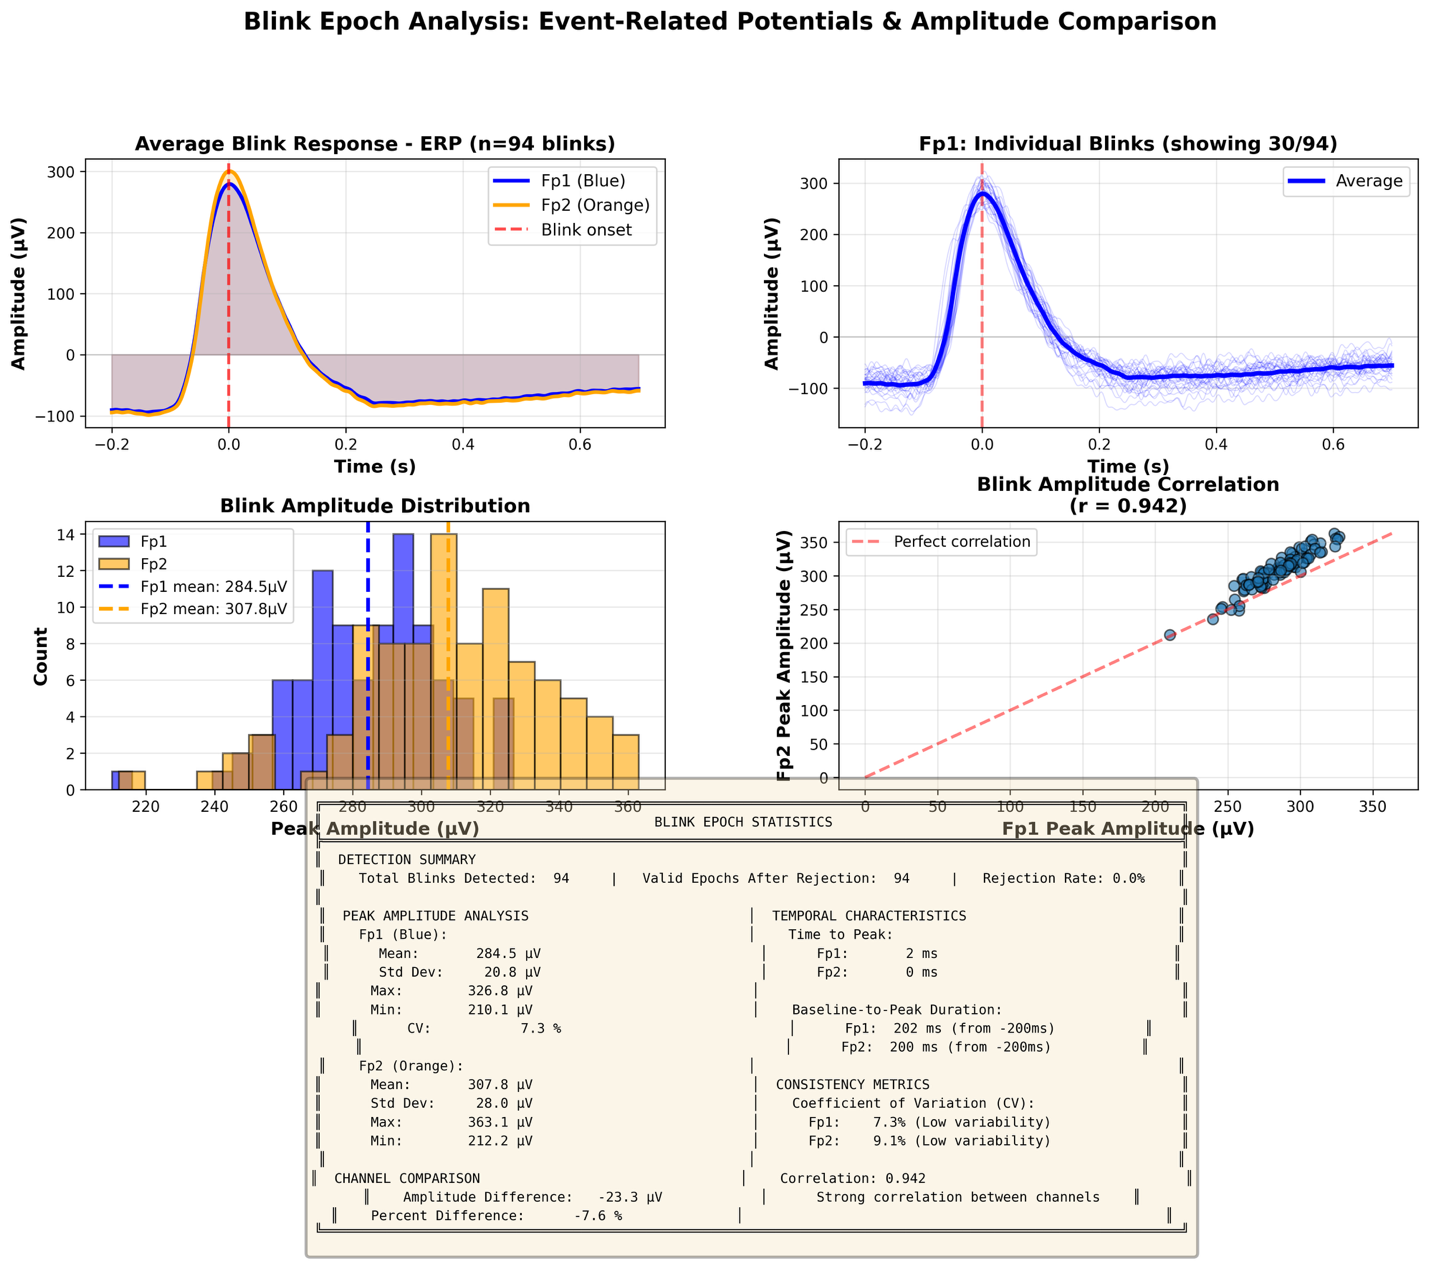 Blink Epoch Analysis: Event-Related Potentials & Amplitude Comparison
Average Blink Response - ERP (n=94 blinks)
Amplitude (µV)
300
200
100
0
−100
Fp1 (Blue)
Fp2 (Orange)
Blink onset
−0.2
0.0
0.2
0.4
0.6
Time (s)
Fp1: Individual Blinks (showing 30/94)
Amplitude (µV)
300
200
100
0
−100
Average
−0.2
0.0
0.2
0.4
0.6
Time (s)
Blink Amplitude Distribution
Count
14
12
10
8
6
4
2
0
Fp1
Fp2
Fp1 mean: 284.5µV
Fp2 mean: 307.8µV
220
240
260
280
300
320
340
360
Peak Amplitude (µV)
Blink Amplitude Correlation
(r = 0.942)
Fp2 Peak Amplitude (µV)
350
300
250
200
150
100
50
0
Perfect correlation
0
50
100
150
200
250
300
350
Fp1 Peak Amplitude (µV)
BLINK EPOCH STATISTICS
DETECTION SUMMARY
Total Blinks Detected: 94 | Valid Epochs After Rejection: 94 | Rejection Rate: 0.0%
PEAK AMPLITUDE ANALYSIS | TEMPORAL CHARACTERISTICS
Fp1 (Blue): | Time to Peak:
Mean: 284.5 µV | Fp1: 2 ms
Std Dev: 20.8 µV | Fp2: 0 ms
Max: 326.8 µV |
Min: 210.1 µV | Baseline-to-Peak Duration:
CV: 7.3 % | Fp1: 202 ms (from -200ms)
| Fp2: 200 ms (from -200ms)
Fp2 (Orange): |
Mean: 307.8 µV | CONSISTENCY METRICS
Std Dev: 28.0 µV | Coefficient of Variation (CV):
Max: 363.1 µV | Fp1: 7.3% (Low variability)
Min: 212.2 µV | Fp2: 9.1% (Low variability)
CHANNEL COMPARISON | Correlation: 0.942
Amplitude Difference: -23.3 µV | Strong correlation between channels
Percent Difference: -7.6 % |